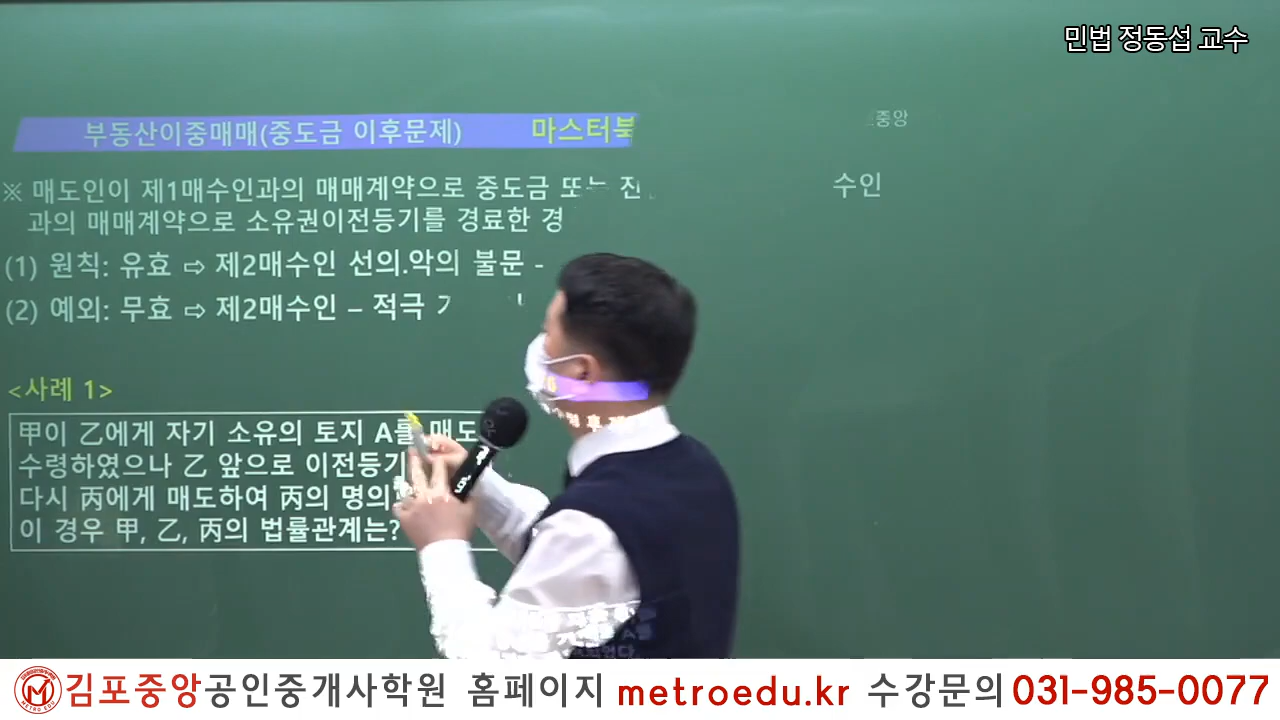 민법 정동섭 교수
부동산이중매매(중도금 이후문제) 마스터북
중앙
※ 매도인이 제1매수인과의 매매계약으로 중도금 또는 잔
수인
과의 매매계약으로 소유권이전등기를 경료한 경
(1) 원칙: 유효 ⇨ 제2매수인 선의.악의 불문 -
(2) 예외: 무효 ⇨ 제2매수인 – 적극
<사례 1>
甲이 乙에게 자기 소유의 토지 A를 매도
수령하였으나 乙 앞으로 이전등기
다시 丙에게 매도하여 丙의 명의
이 경우 甲, 乙, 丙의 법률관계는?
김포중앙공인중개사학원 홈페이지 metroedu.kr 수강문의 031-985-0077